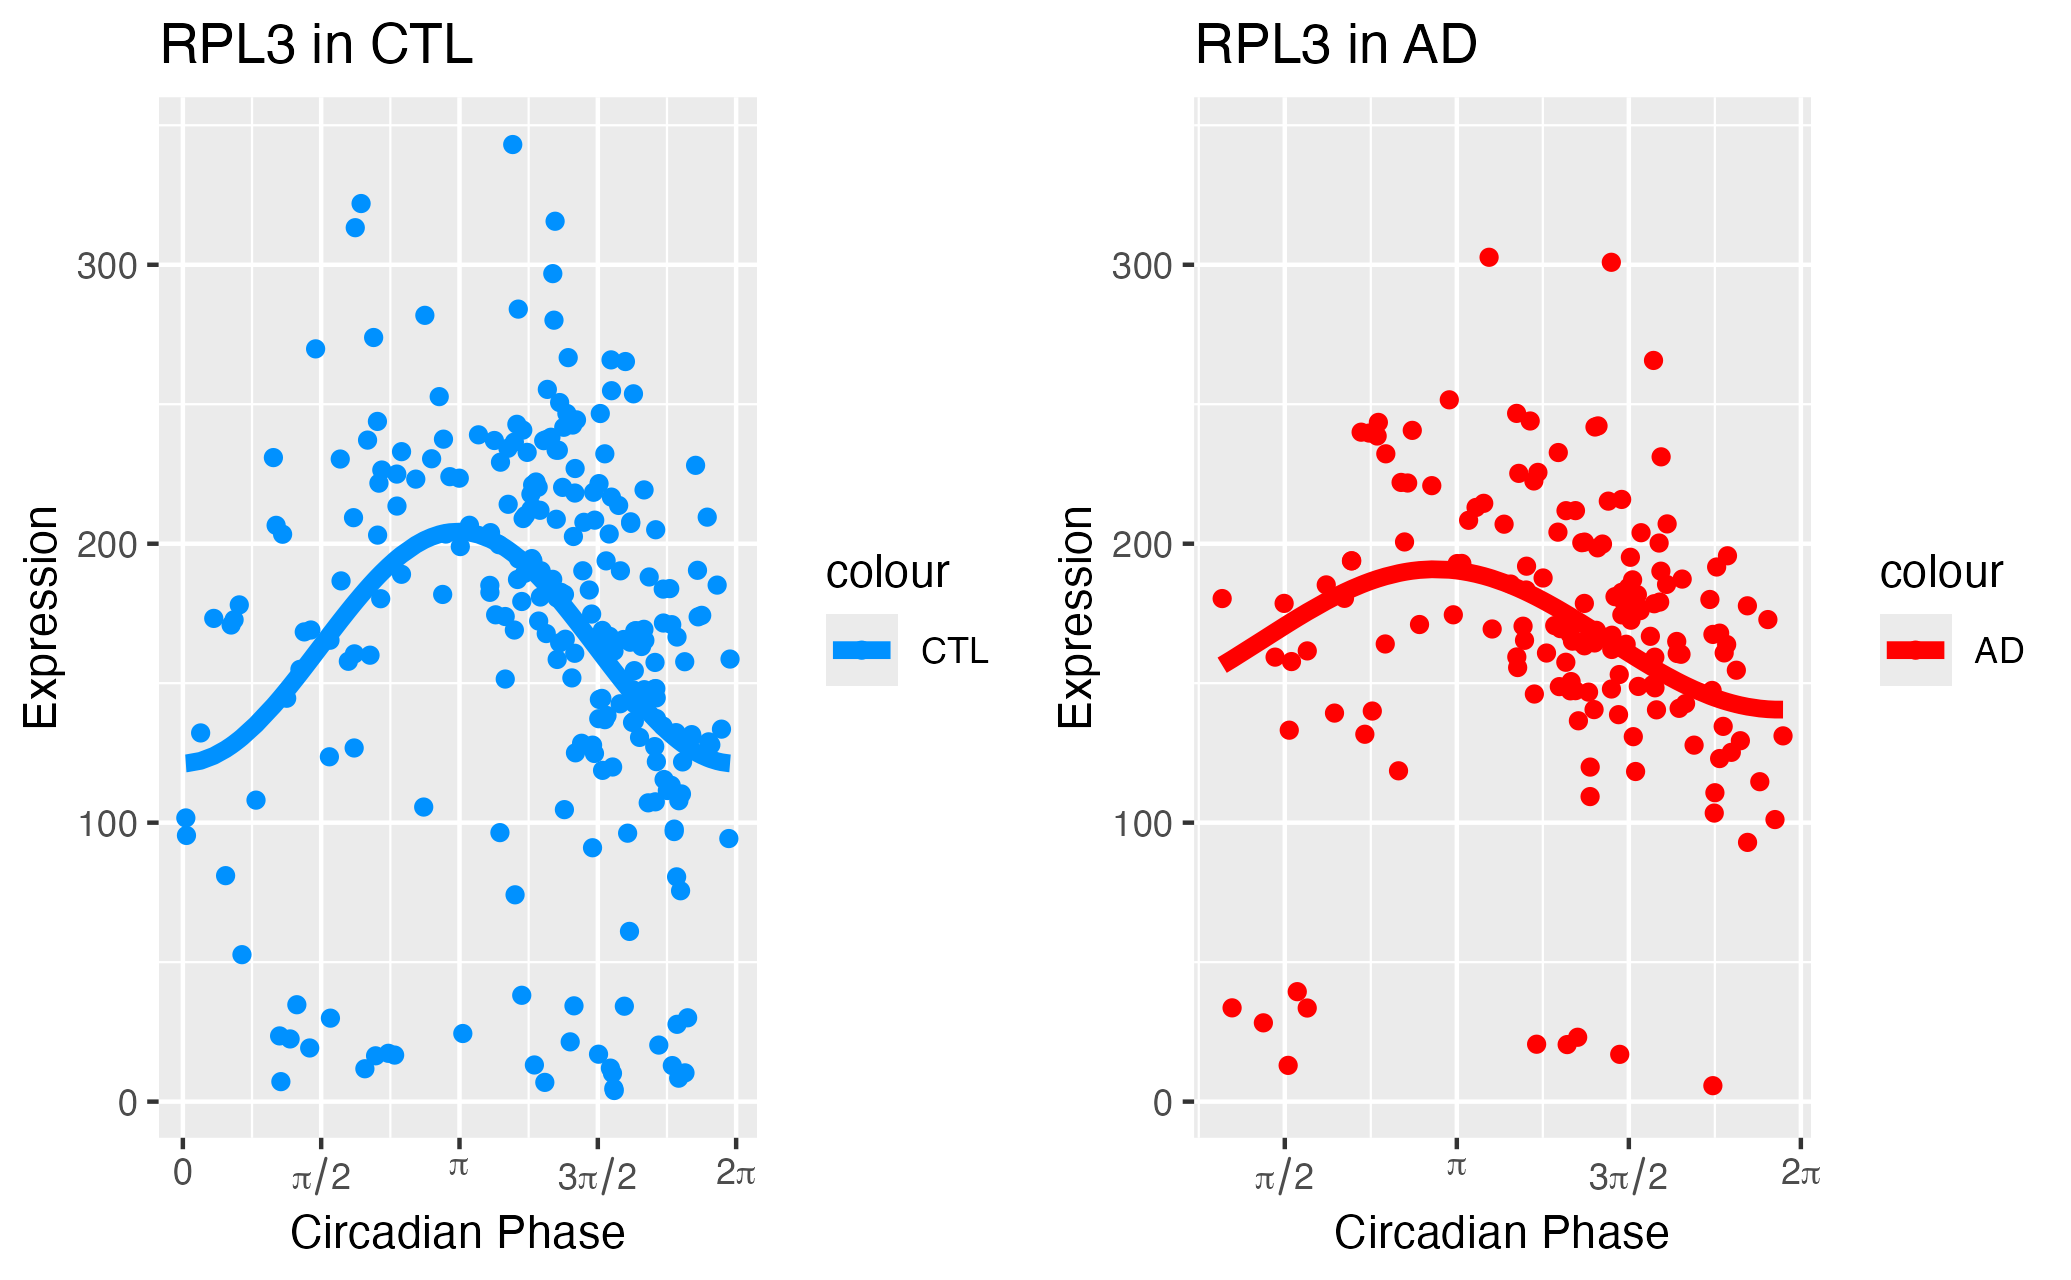 RPL3 in CTL
Expression
300
200
100
0
0 π/2 π 3π/2 2π
Circadian Phase
colour
CTL
RPL3 in AD
Expression
300
200
100
0
π/2 π 3π/2 2π
Circadian Phase
colour
AD